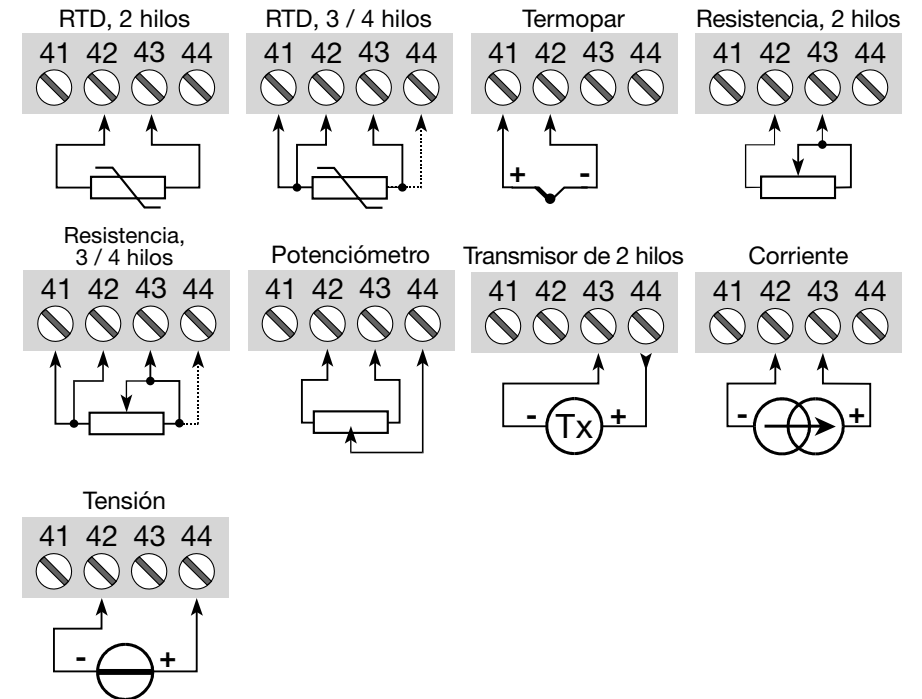 RTD, 2 hilos
41 42 43 44
RTD, 3 / 4 hilos
41 42 43 44
Termopar
41 42 43 44
+ -
Resistencia, 2 hilos
41 42 43 44
Resistencia,
3 / 4 hilos
41 42 43 44
Potenciómetro
41 42 43 44
Transmisor de 2 hilos
41 42 43 44
- Tx +
Corriente
41 42 43 44
- +
Tensión
41 42 43 44
- +